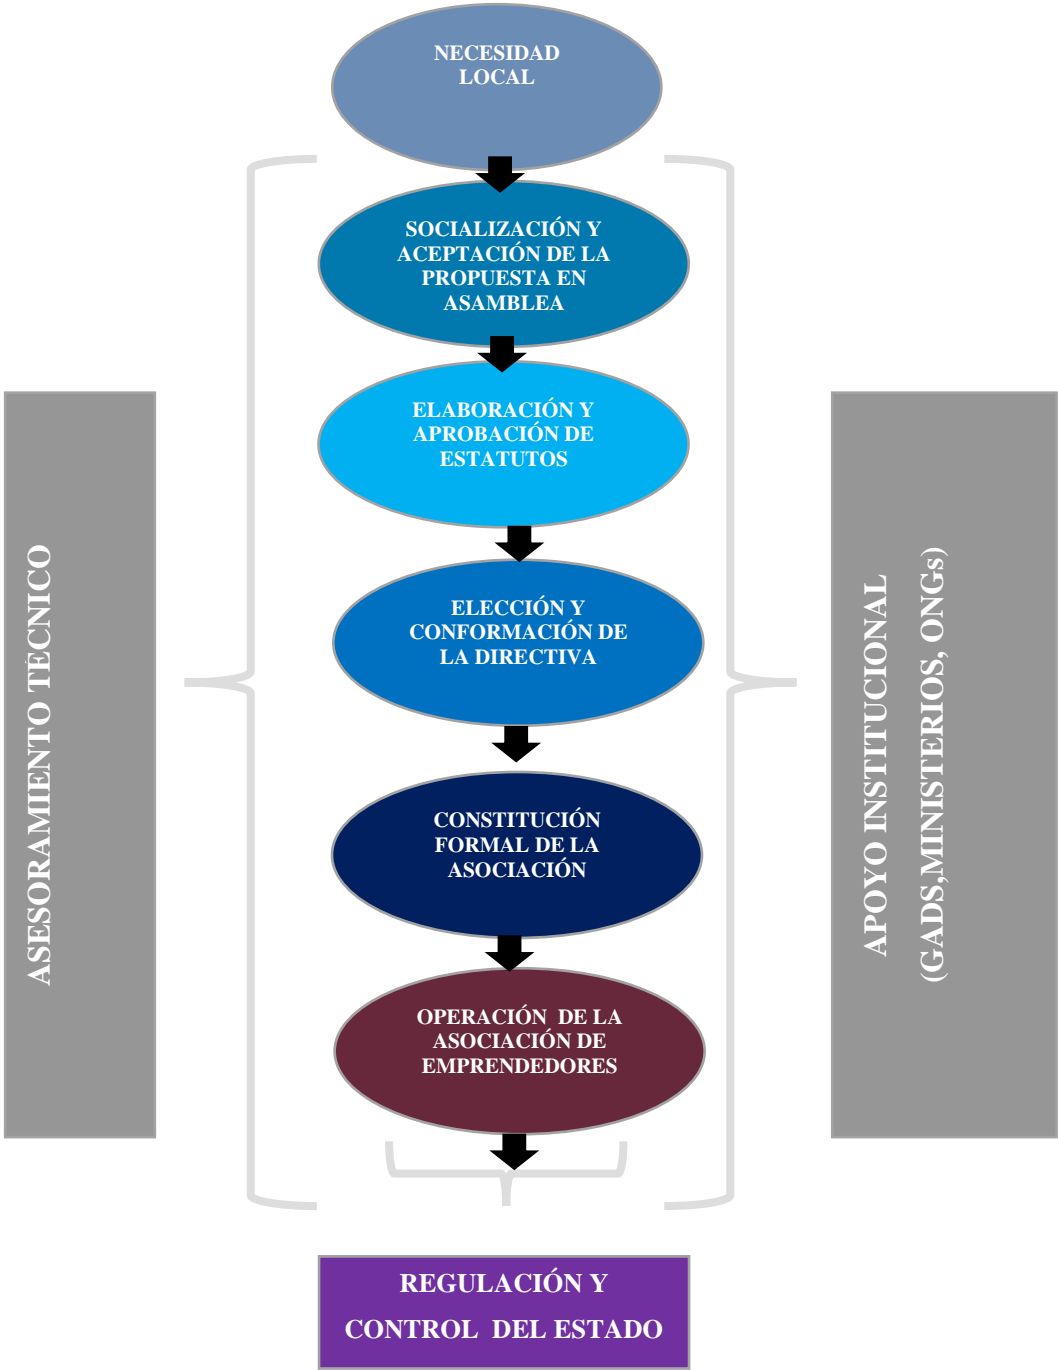 NECESIDAD
LOCAL
SOCIALIZACIÓN Y
ACEPTACIÓN DE LA
PROPUESTA EN
ASAMBLEA
ELABORACIÓN Y
APROBACIÓN DE
ESTATUTOS
ELECCIÓN Y
CONFORMACIÓN DE
LA DIRECTIVA
CONSTITUCIÓN
FORMAL DE LA
ASOCIACIÓN
OPERACIÓN DE LA
ASOCIACIÓN DE
EMPRENDEDORES
ASESORAMIENTO TÉCNICO
APOYO INSTITUCIONAL
(GADS,MINISTERIOS, ONGs)
REGULACIÓN Y
CONTROL DEL ESTADO